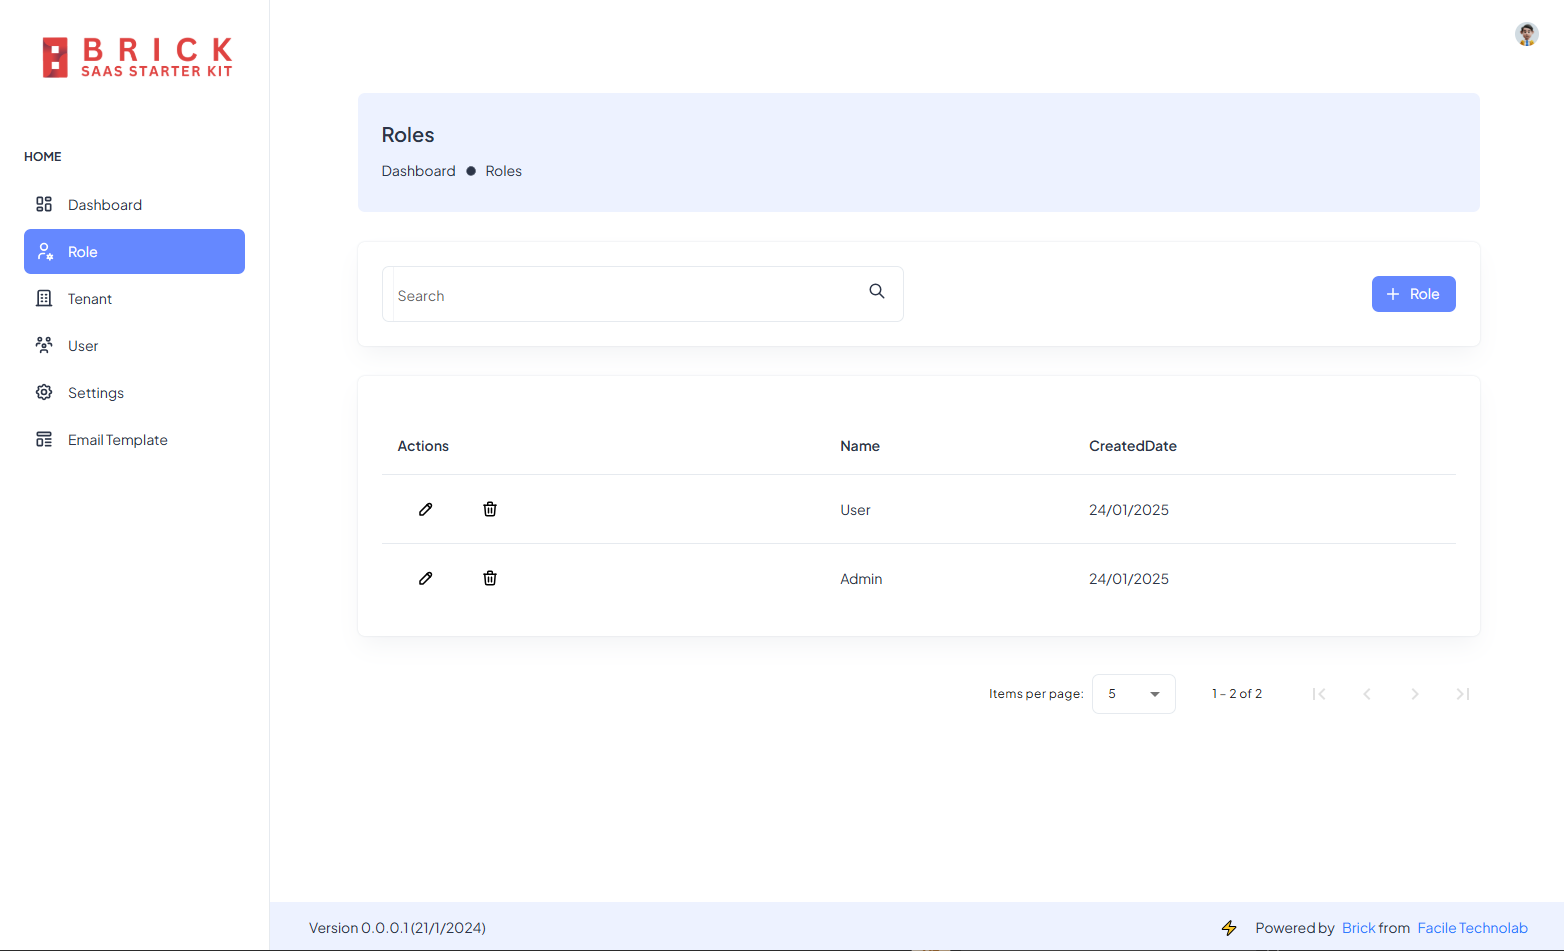 BRICK
SAAS STARTER KIT
HOME
Dashboard
Role
Tenant
User
Settings
Email Template
Roles
Dashboard ● Roles
Search
+ Role
Actions Name CreatedDate
User 24/01/2025
Admin 24/01/2025
Items per page: 5 1 – 2 of 2
Version 0.0.0.1 (21/1/2024)
Powered by Brick from Facile Technolab